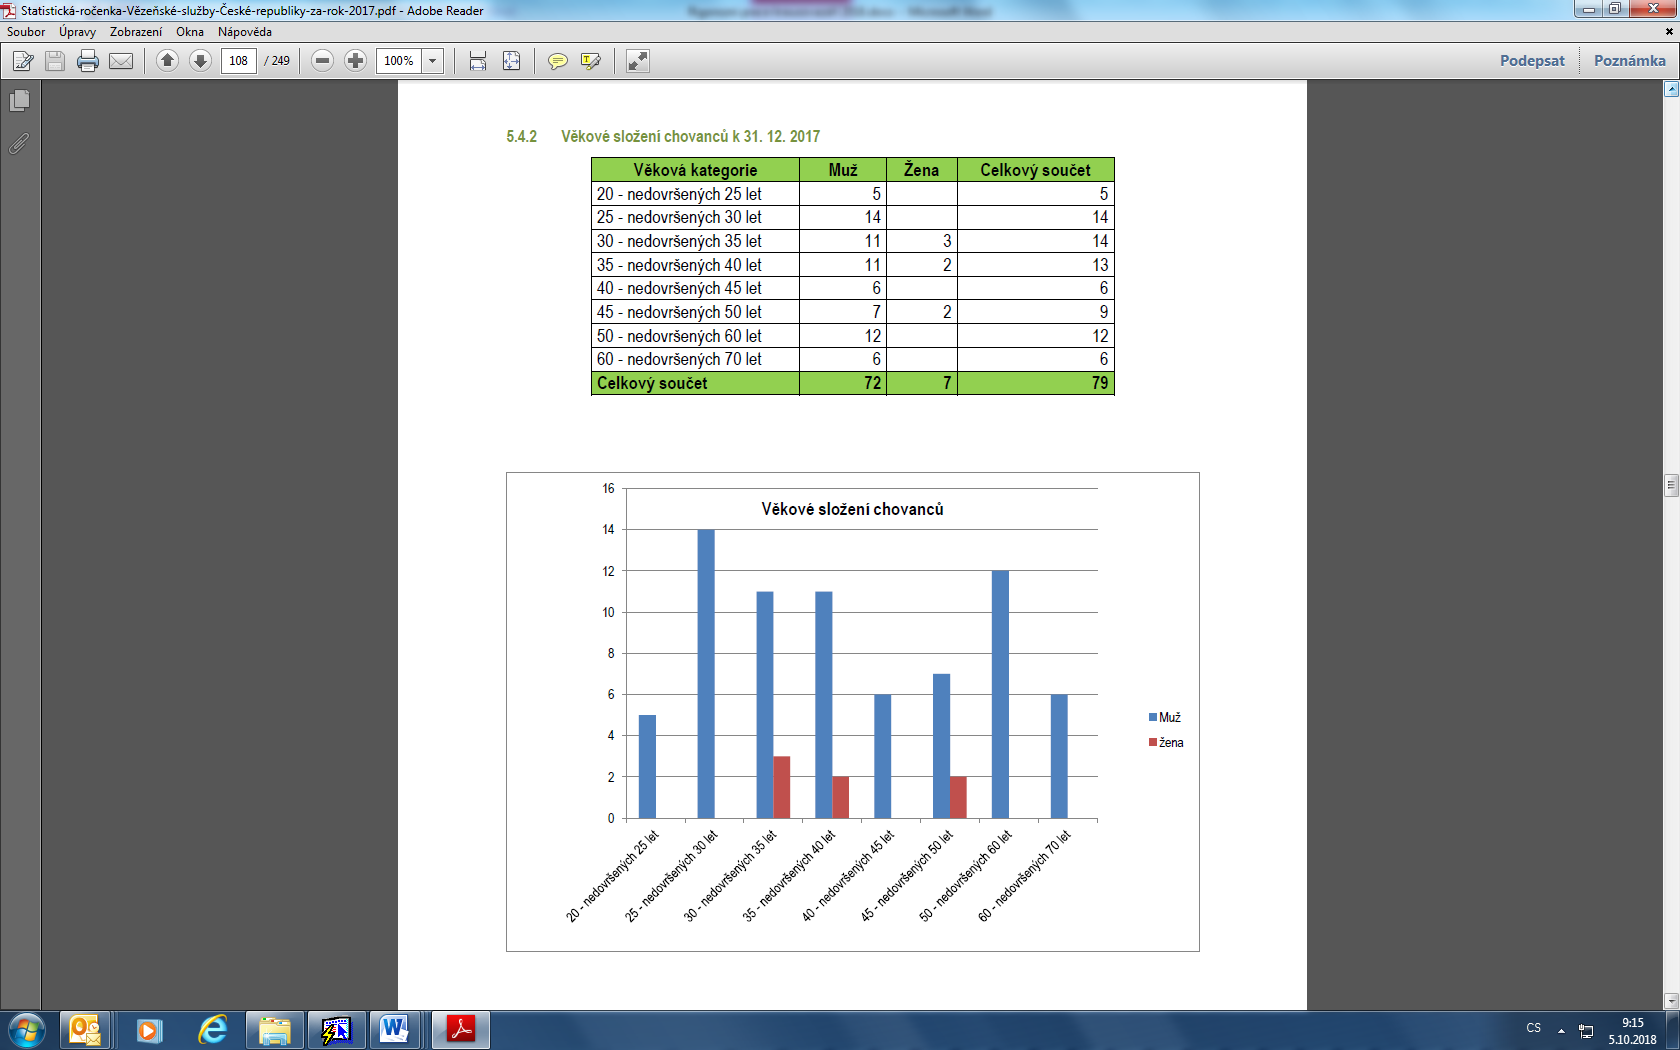 Statistická-ročenka-Vězeňské-služby-České-republiky-za-rok-2017.pdf - Adobe Reader
Soubor Úpravy Zobrazení Okna Nápověda
108 / 249 100% Podepsat Poznámka
5.4.2 Věkové složení chovanců k 31. 12. 2017
Věková kategorie Muž Žena Celkový součet
20 - nedovršených 25 let 5 5
25 - nedovršených 30 let 14 14
30 - nedovršených 35 let 11 3 14
35 - nedovršených 40 let 11 2 13
40 - nedovršených 45 let 6 6
45 - nedovršených 50 let 7 2 9
50 - nedovršených 60 let 12 12
60 - nedovršených 70 let 6 6
Celkový součet 72 7 79
Věkové složení chovanců
16
14
12
10
8
6
4
2
0
20 - nedovršených 25 let
25 - nedovršených 30 let
30 - nedovršených 35 let
35 - nedovršených 40 let
40 - nedovršených 45 let
45 - nedovršených 50 let
50 - nedovršených 60 let
60 - nedovršených 70 let
Muž
žena
CS
9:15
5.10.2018